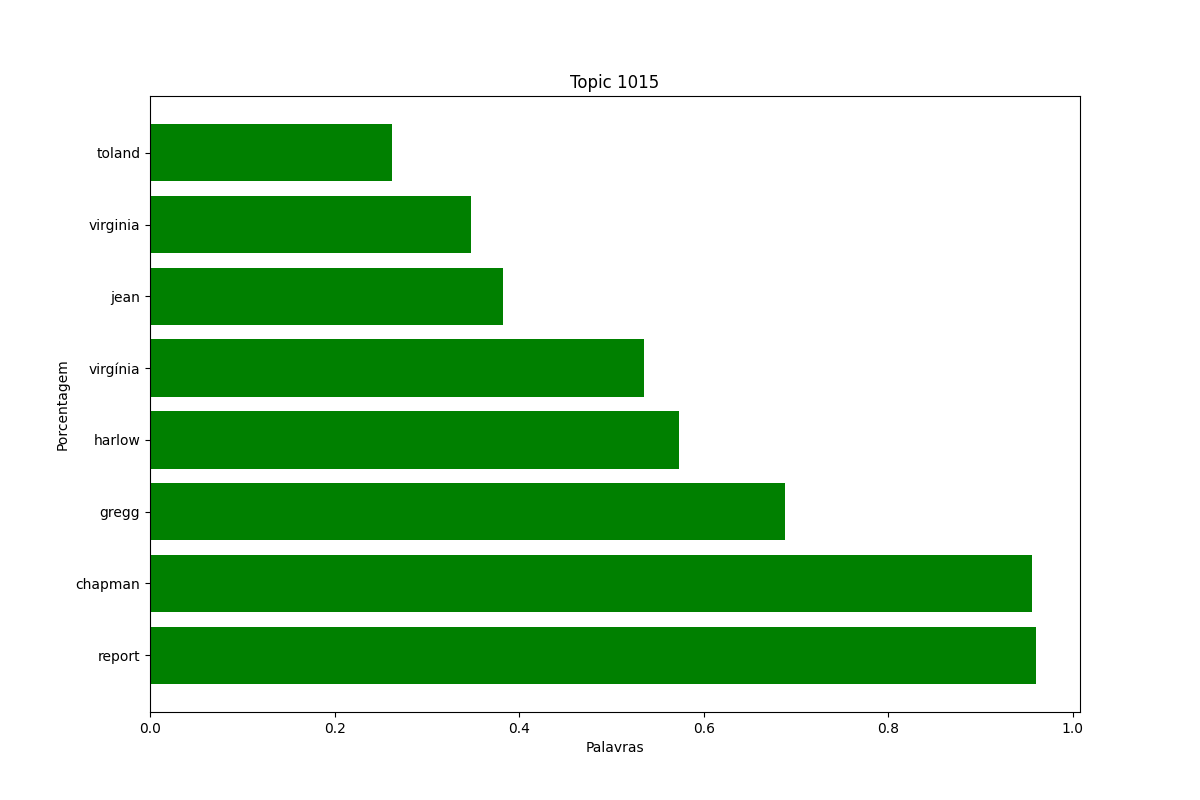 Topic 1015
toland
virginia
jean
virgínia
harlow
gregg
chapman
report
Porcentagem
0.0 0.2 0.4 0.6 0.8 1.0
Palavras